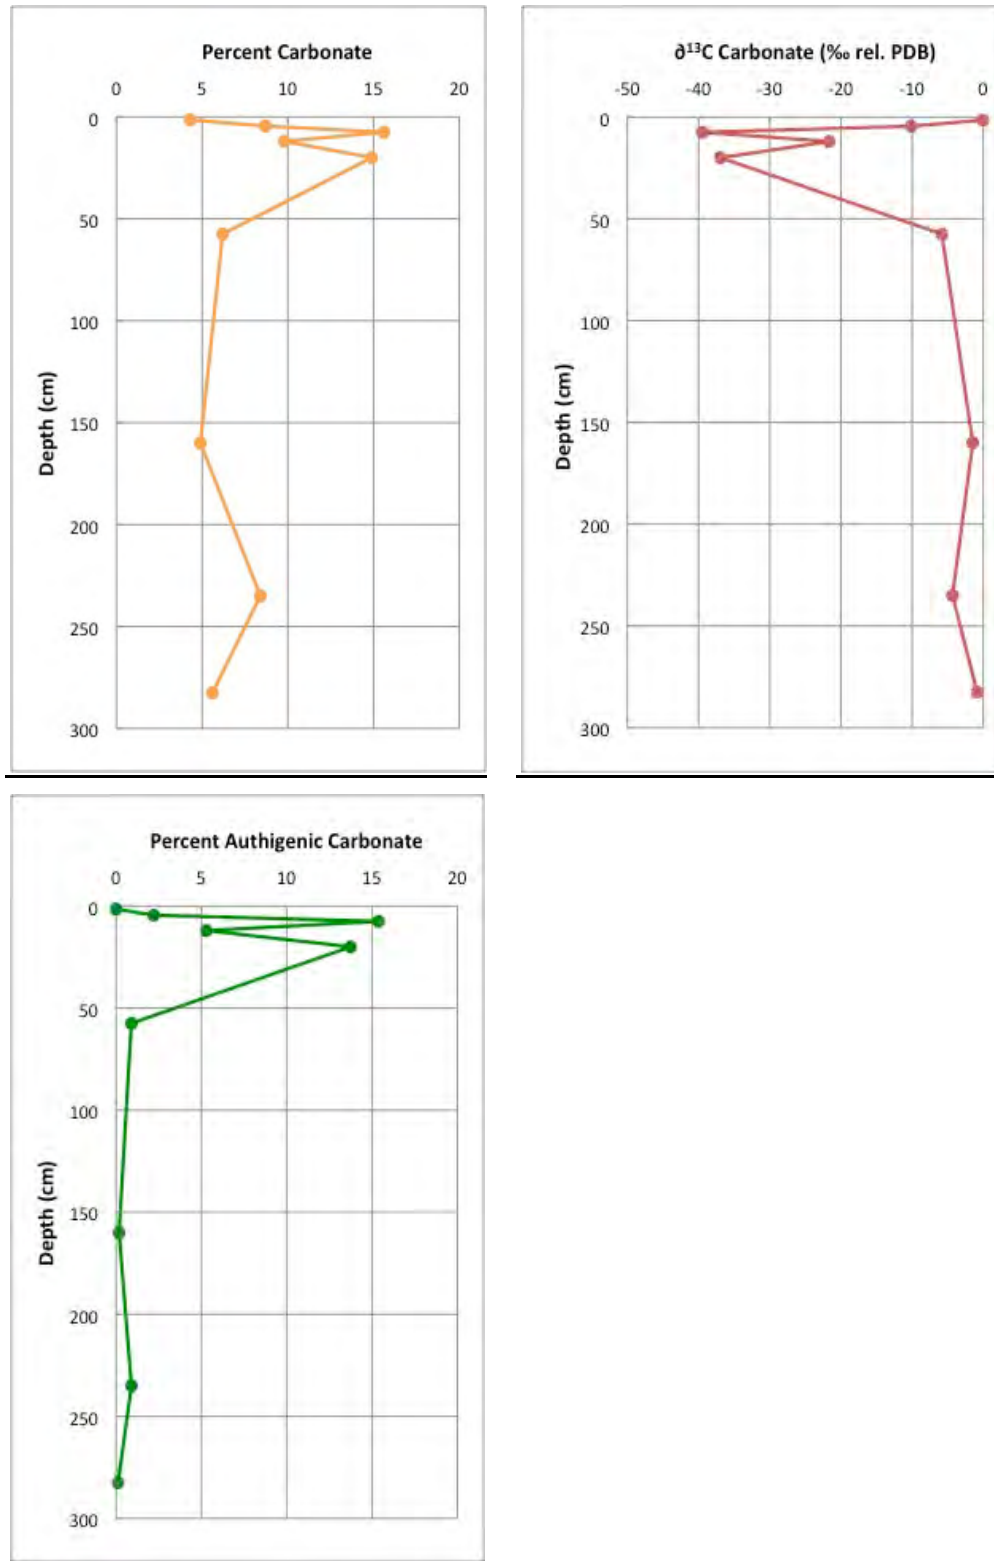 Percent Carbonate
0 5 10 15 20
0
50
100
150
200
250
300
Depth (cm)
∂¹³C Carbonate (‰ rel. PDB)
-50 -40 -30 -20 -10 0
0
50
100
150
200
250
300
Depth (cm)
Percent Authigenic Carbonate
0 5 10 15 20
0
50
100
150
200
250
300
Depth (cm)